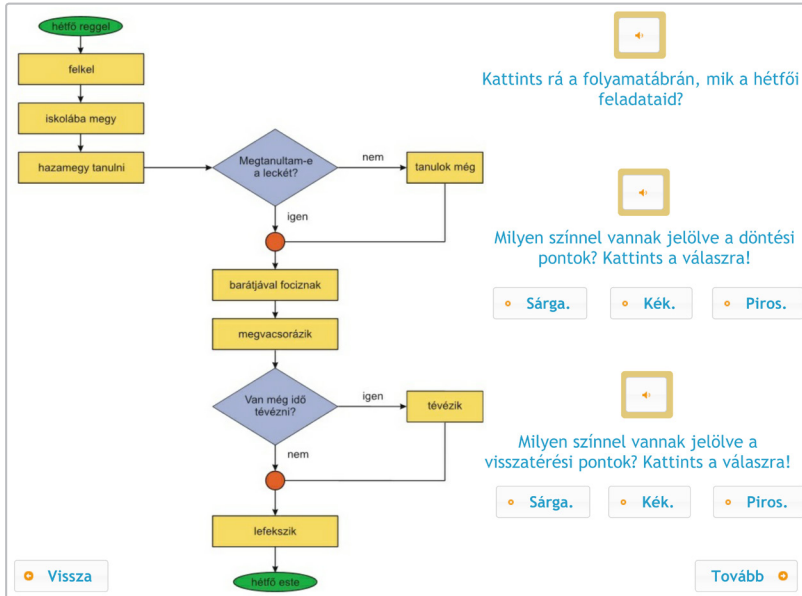 hétfő reggel
felkel
iskolába megy
hazamegy tanulni
Megtanultam-e
a leckét?
nem
tanulok még
igen
barátjával fociznak
megvacsorázik
Van még idő
tévézni?
igen
tévézik
nem
lefekszik
hétfő este
Kattints rá a folyamatábrán, mik a hétfői
feladataid?
Milyen színnel vannak jelölve a döntési
pontok? Kattints a válaszra!
Sárga.
Kék.
Piros.
Milyen színnel vannak jelölve a
visszatérési pontok? Kattints a válaszra!
Sárga.
Kék.
Piros.
Vissza
Tovább